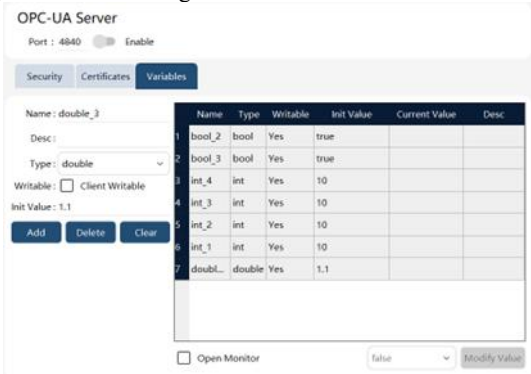 OPC-UA Server
Port : 4840 Enable
Security Certificates Variables
Name : double_3
Desc :
Type : double
Writable : Client Writable
Init Value : 1.1
Add Delete Clear
Name Type Writable Init Value Current Value Desc
1 bool_2 bool Yes true
2 bool_3 bool Yes true
3 int_4 int Yes 10
4 int_3 int Yes 10
5 int_2 int Yes 10
6 int_1 int Yes 10
7 doubl... double Yes 1.1
Open Monitor false Modify Value